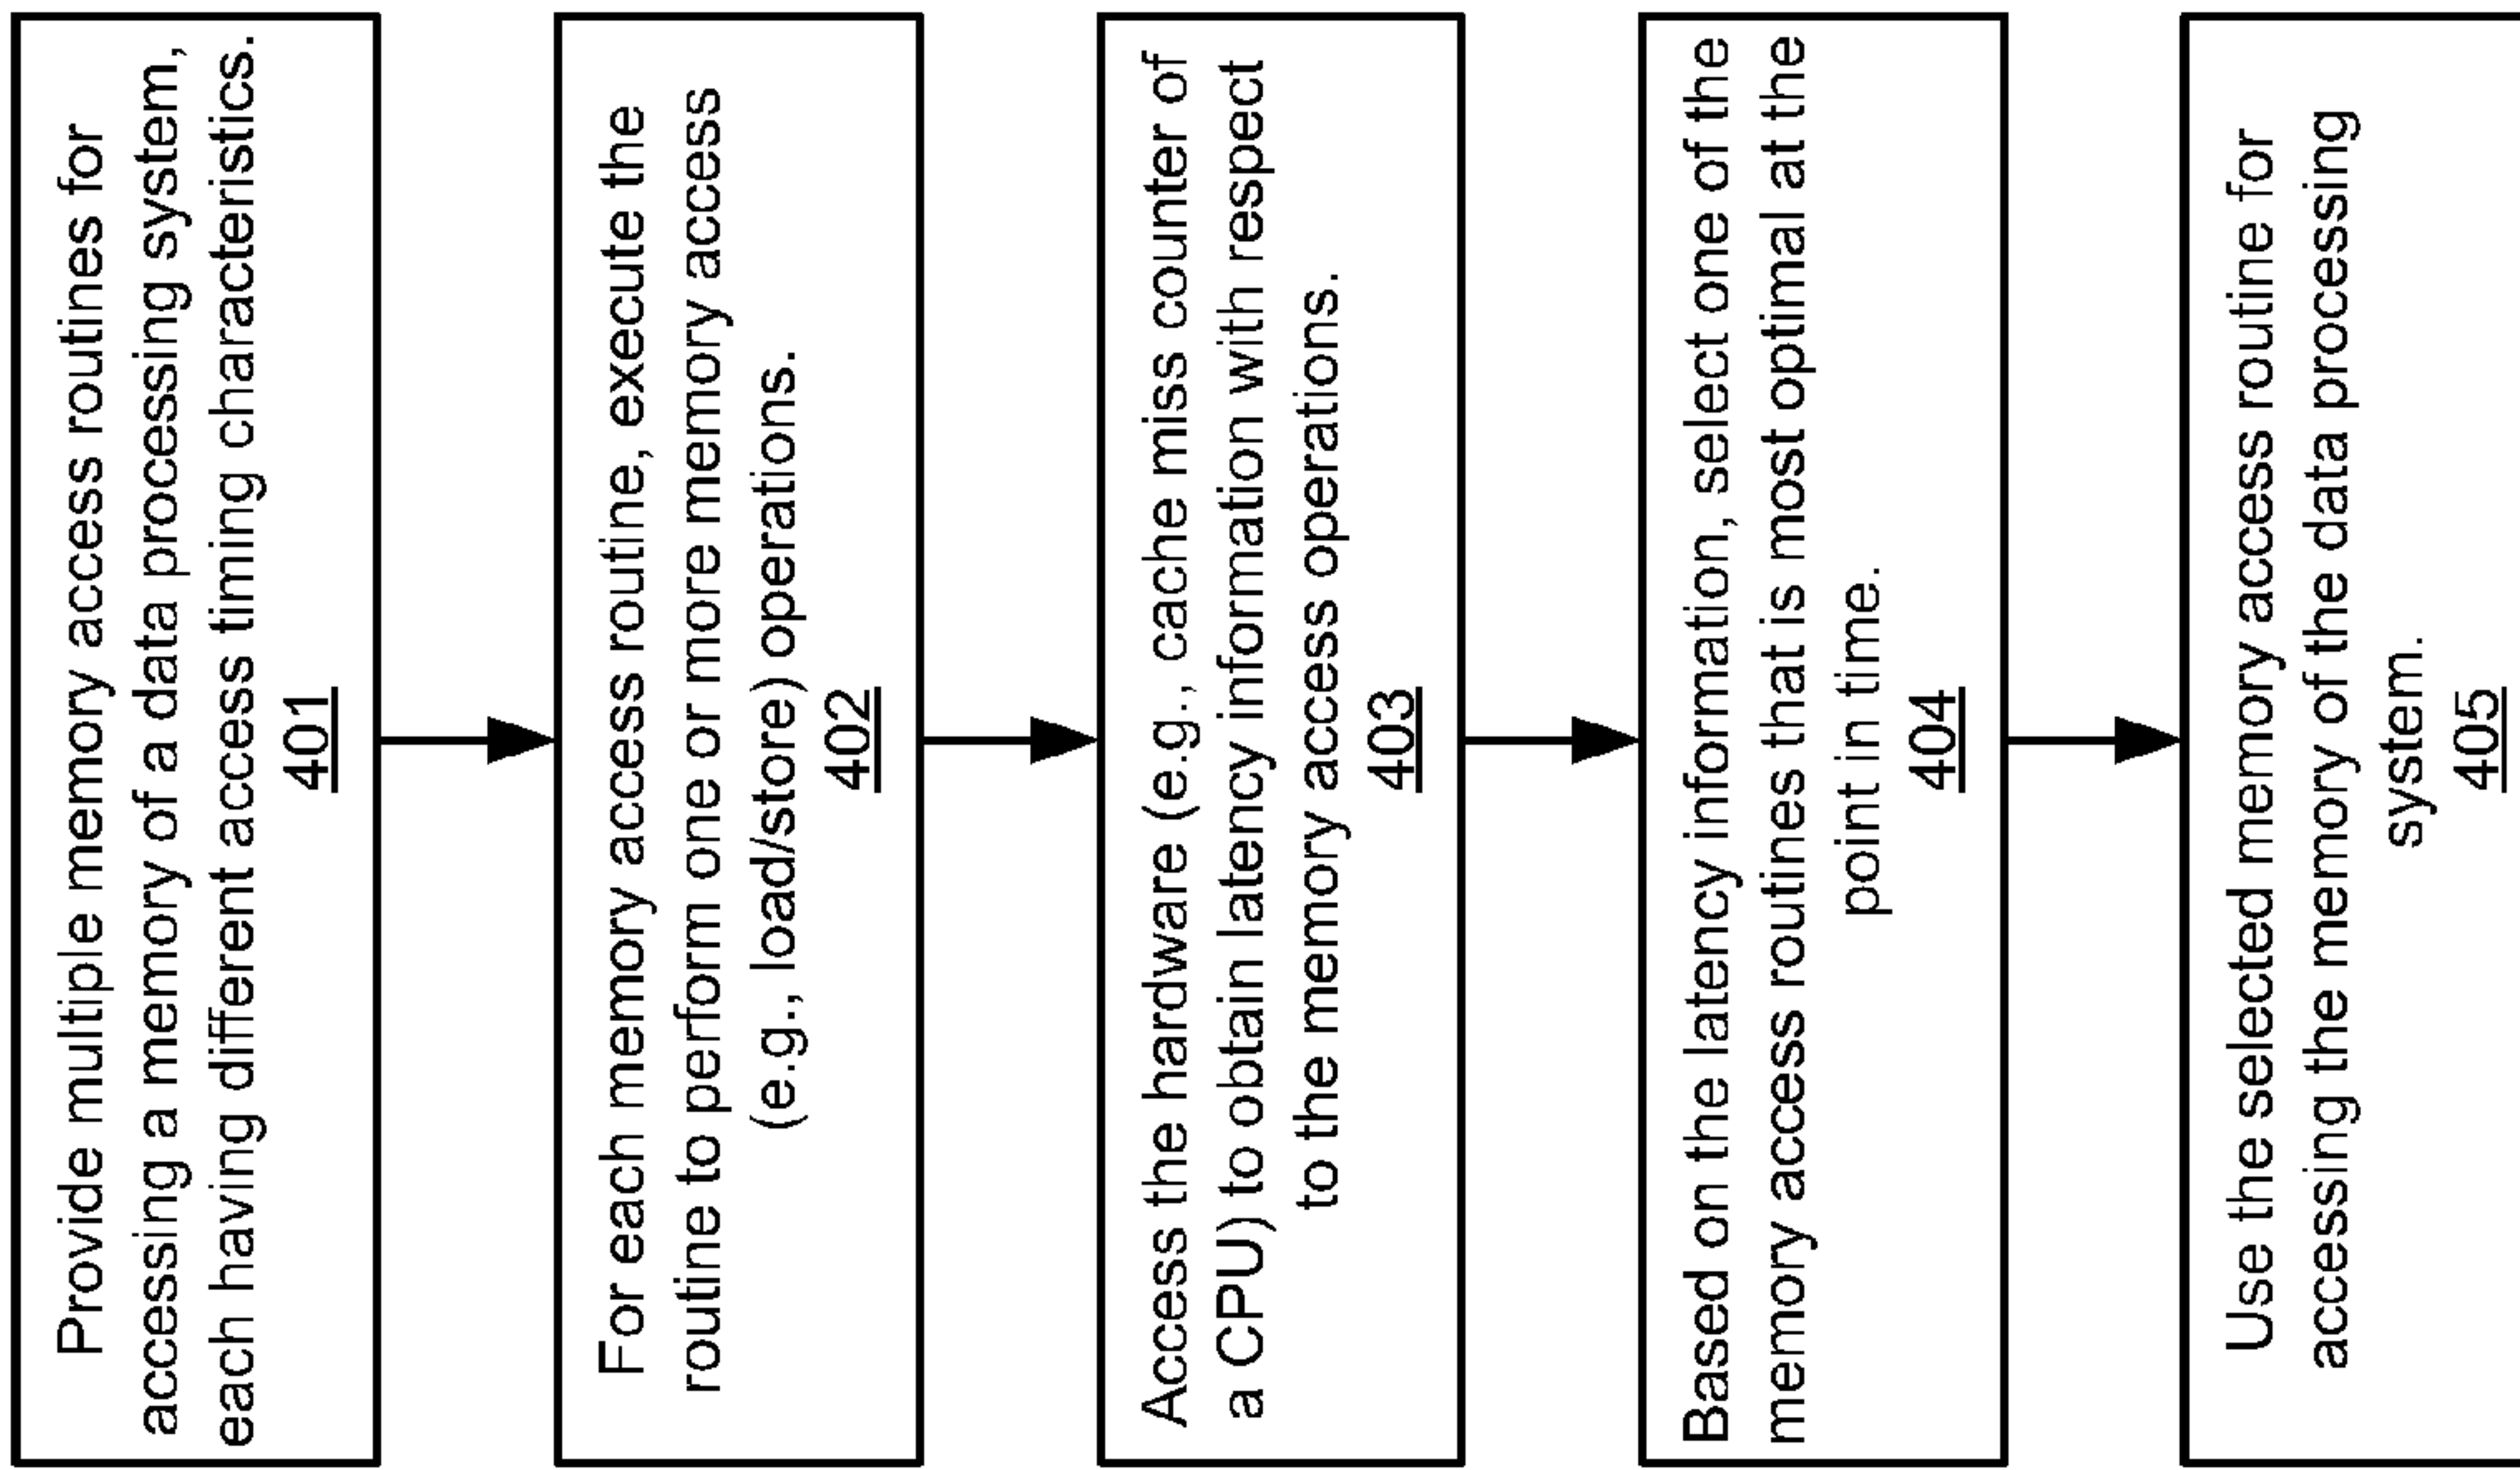 Provide multiple memory access routines for
accessing a memory of a data processing system,
each having different access timing characteristics.
401
For each memory access routine, execute the
routine to perform one or more memory access
(e.g., load/store) operations.
402
Access the hardware (e.g., cache miss counter of
a CPU) to obtain latency information with respect
to the memory access operations.
403
Based on the latency information, select one of the
memory access routines that is most optimal at the
point in time.
404
Use the selected memory access routine for
accessing the memory of the data processing
system.
405